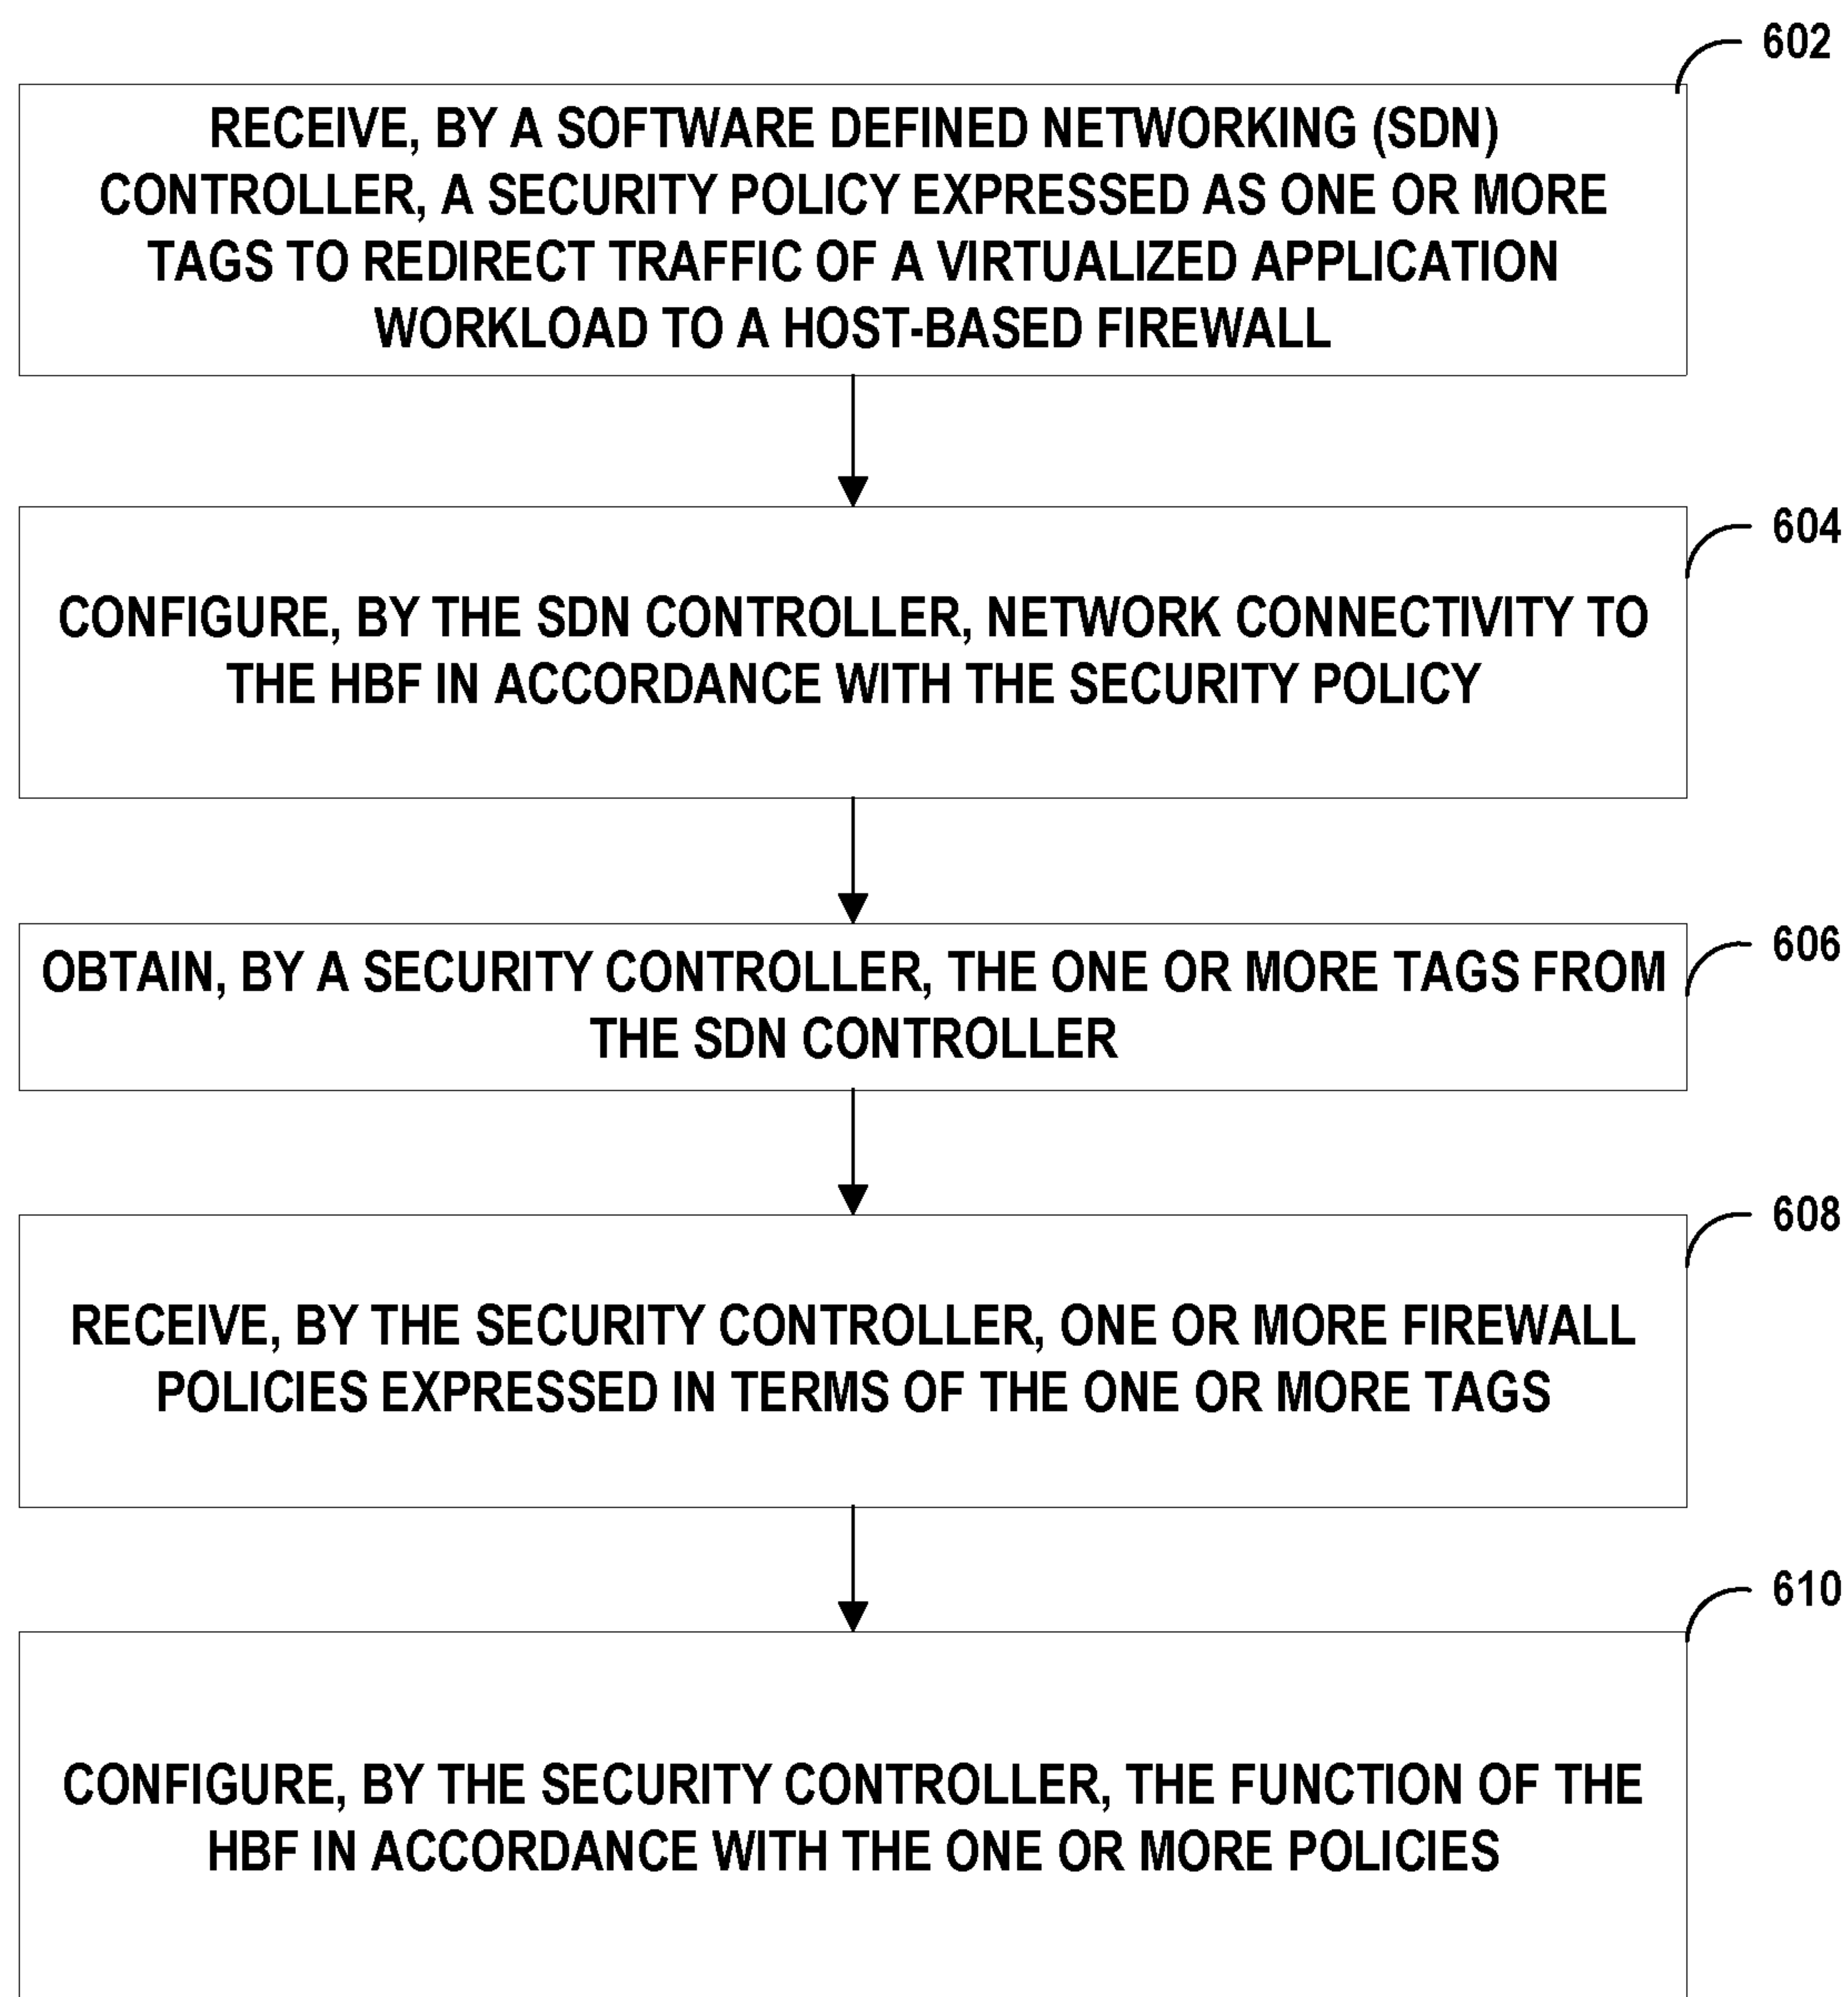 602
RECEIVE, BY A SOFTWARE DEFINED NETWORKING (SDN)
CONTROLLER, A SECURITY POLICY EXPRESSED AS ONE OR MORE
TAGS TO REDIRECT TRAFFIC OF A VIRTUALIZED APPLICATION
WORKLOAD TO A HOST-BASED FIREWALL
604
CONFIGURE, BY THE SDN CONTROLLER, NETWORK CONNECTIVITY TO
THE HBF IN ACCORDANCE WITH THE SECURITY POLICY
606
OBTAIN, BY A SECURITY CONTROLLER, THE ONE OR MORE TAGS FROM
THE SDN CONTROLLER
608
RECEIVE, BY THE SECURITY CONTROLLER, ONE OR MORE FIREWALL
POLICIES EXPRESSED IN TERMS OF THE ONE OR MORE TAGS
610
CONFIGURE, BY THE SECURITY CONTROLLER, THE FUNCTION OF THE
HBF IN ACCORDANCE WITH THE ONE OR MORE POLICIES